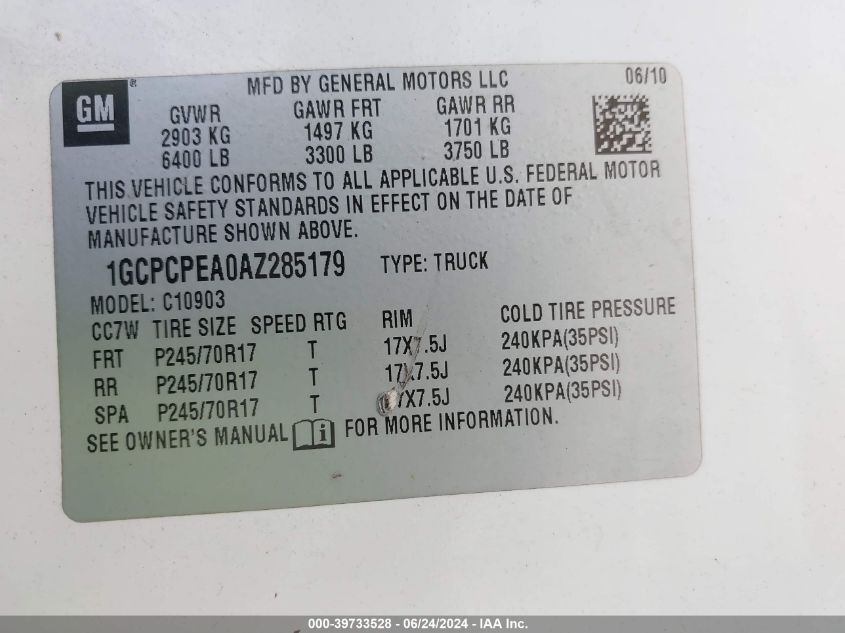 GM ® MFD BY GENERAL MOTORS LLC 06/10
GVWR GAWR FRT GAWR RR
2903 KG 1497 KG 1701 KG
6400 LB 3300 LB 3750 LB
THIS VEHICLE CONFORMS TO ALL APPLICABLE U.S. FEDERAL MOTOR
VEHICLE SAFETY STANDARDS IN EFFECT ON THE DATE OF
MANUFACTURE SHOWN ABOVE.
1GCPCPEA0AZ285179 TYPE: TRUCK
MODEL: C10903
CC7W TIRE SIZE SPEED RTG RIM COLD TIRE PRESSURE
FRT P245/70R17 T 17X7.5J 240KPA(35PSI)
RR P245/70R17 T 17X7.5J 240KPA(35PSI)
SPA P245/70R17 T 17X7.5J 240KPA(35PSI)
SEE OWNER'S MANUAL FOR MORE INFORMATION.
000-39733528 - 06/24/2024 - IAA Inc.